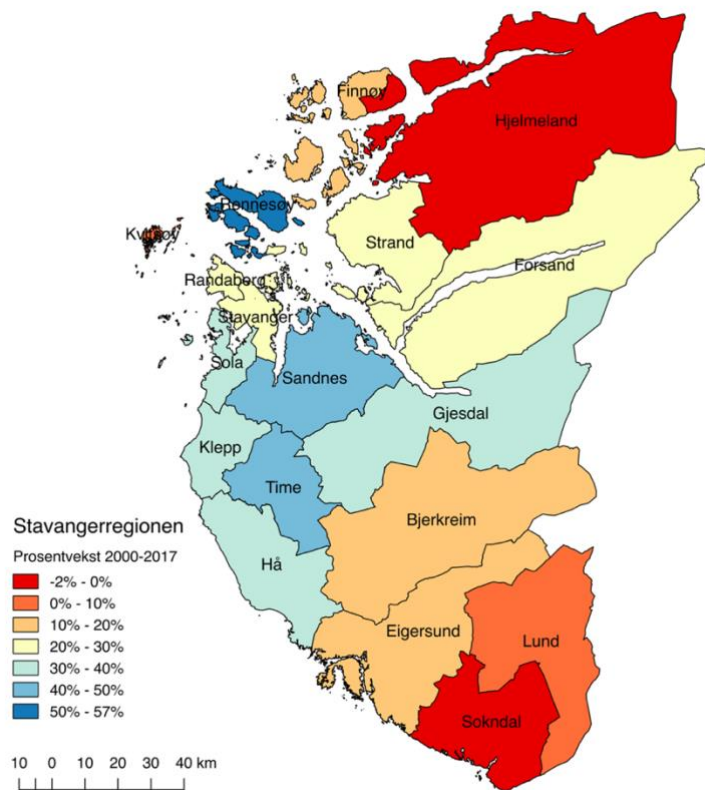 Finnøy
Hjelmeland
Rennesøy
Kvitsøy
Strand
Forsand
Randaberg
Stavanger
Sola
Sandnes
Gjesdal
Klepp
Time
Bjerkreim
Hå
Eigersund
Lund
Sokndal
Stavangerregionen
Prosentvekst 2000-2017
-2% - 0%
0% - 10%
10% - 20%
20% - 30%
30% - 40%
40% - 50%
50% - 57%
10 0 10 20 30 40 km